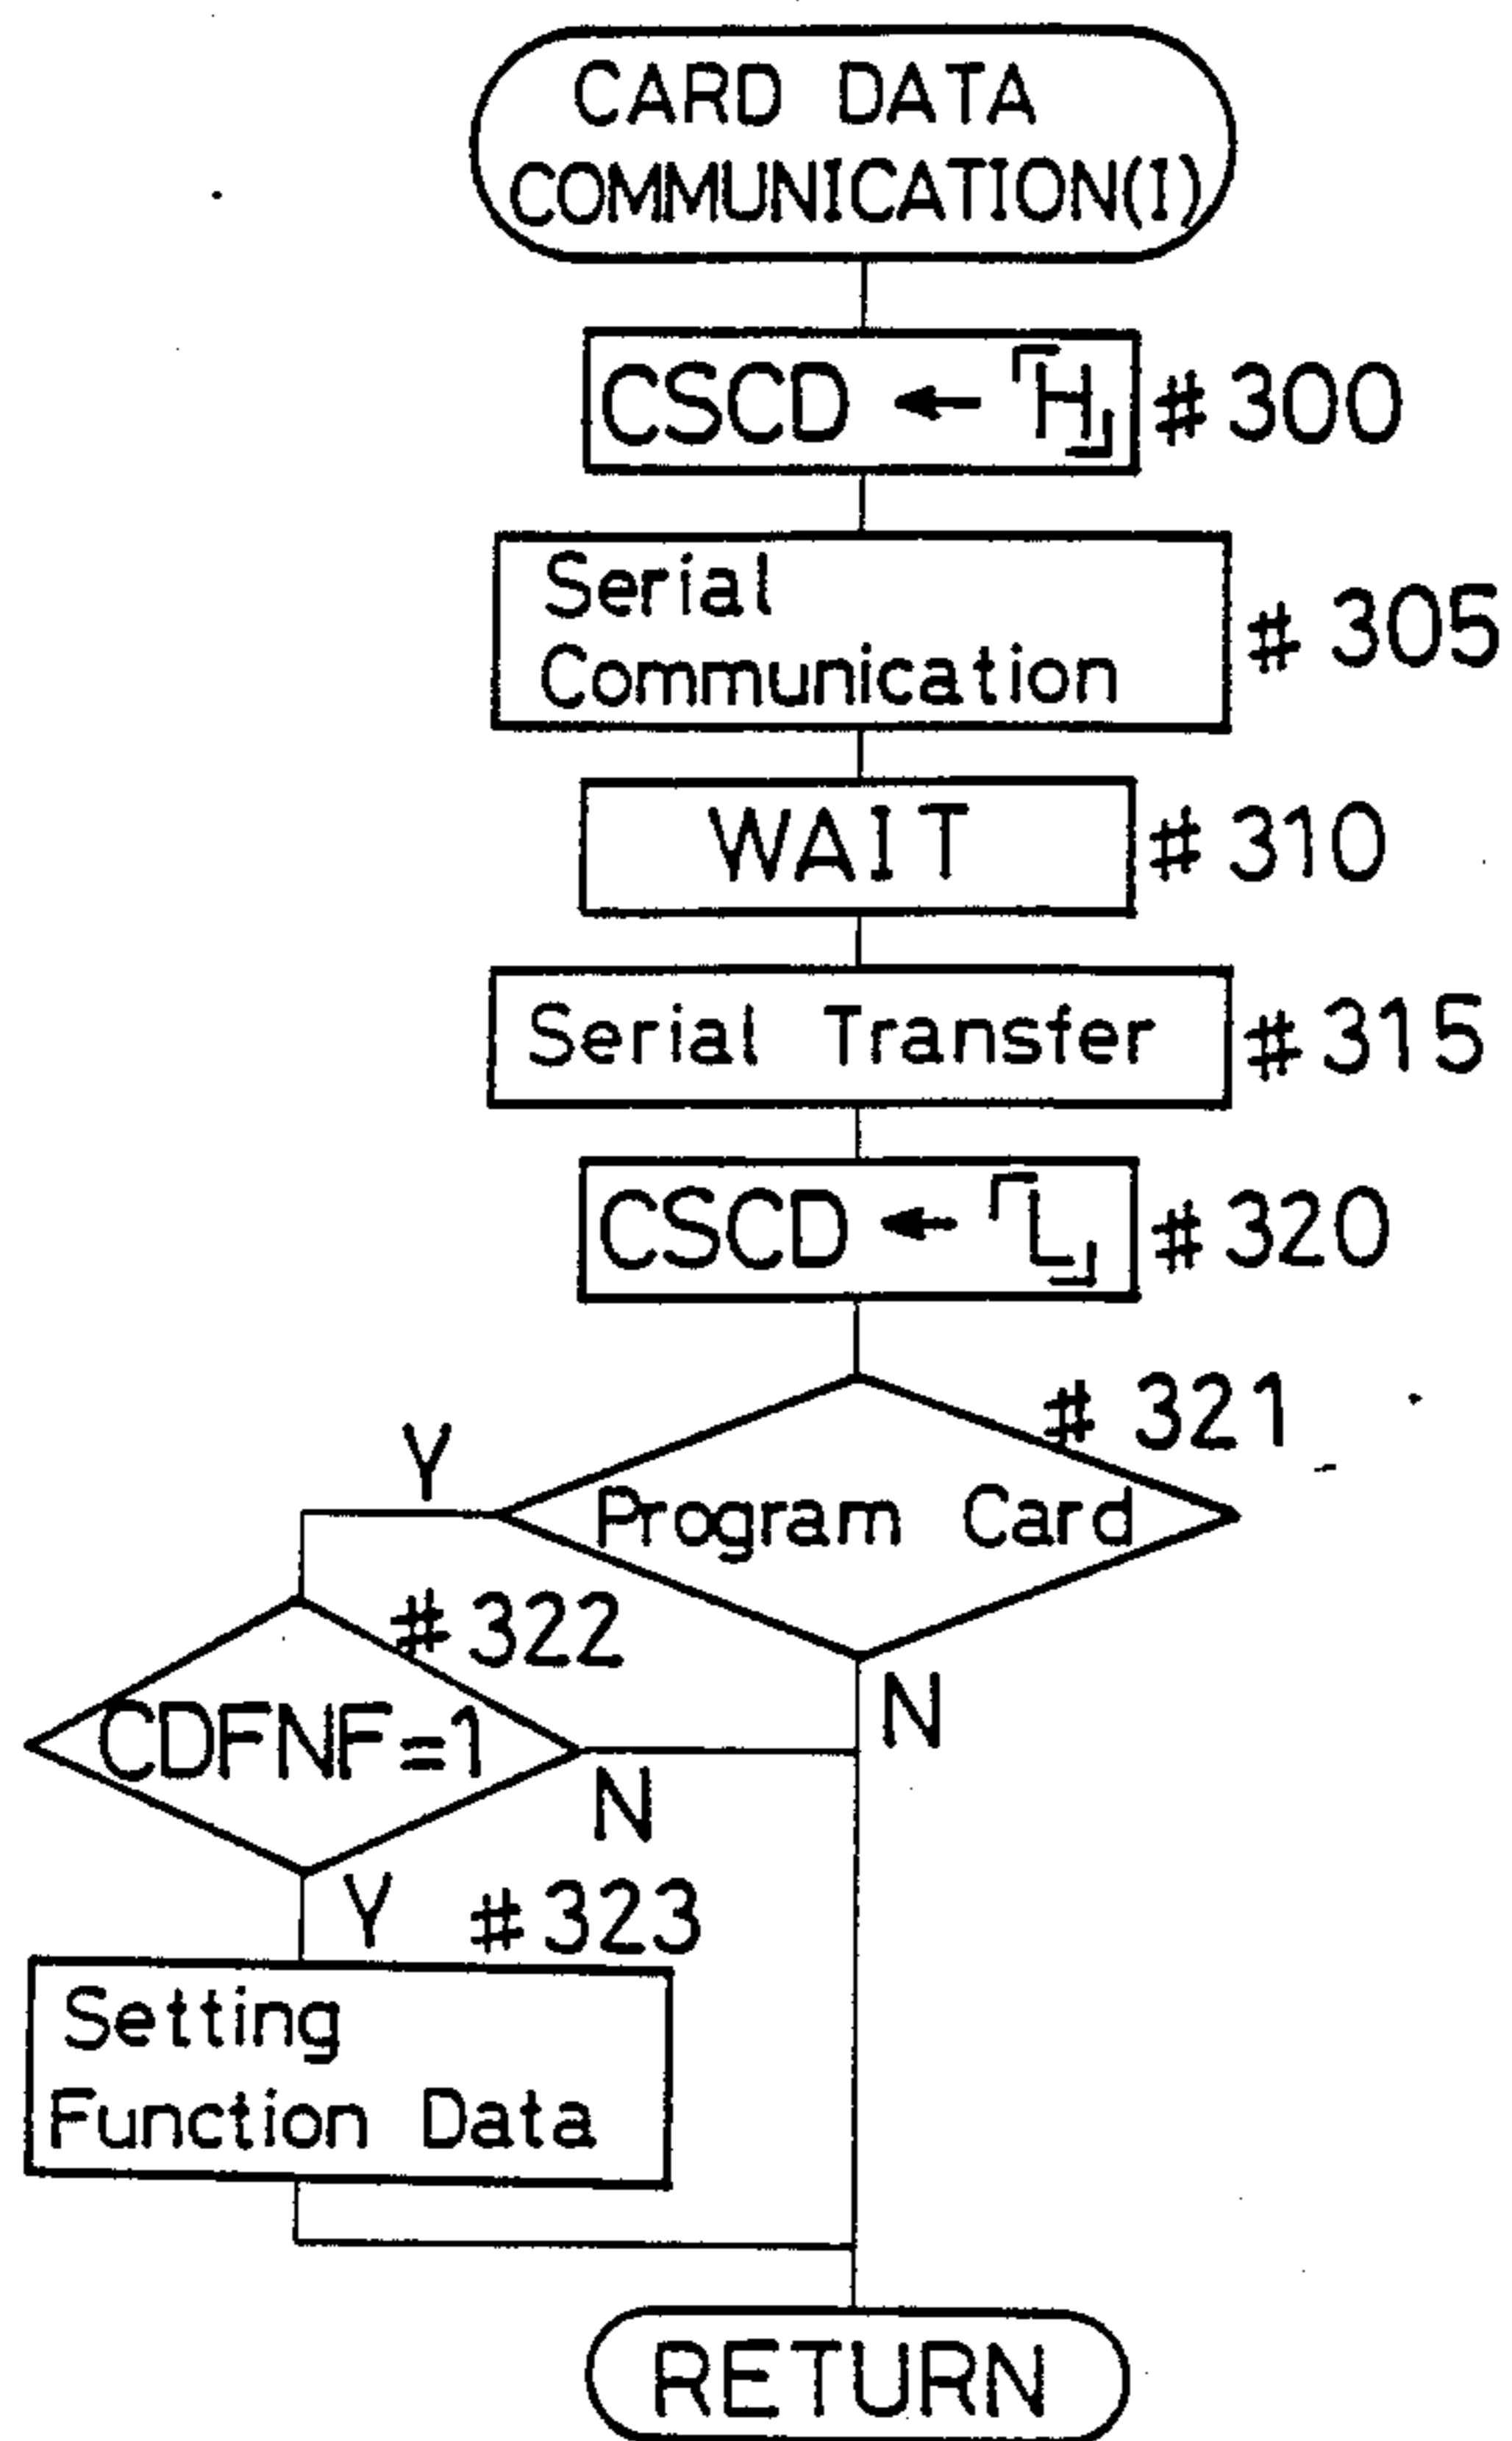 CARD DATA
COMMUNICATION(I)
CSCD ← 「H」 #300
Serial
Communication
# 305
WAIT #310
Serial Transfer #315
CSCD ← 「L」 #320
# 321
Y
Program Card
#322
N
CDFNF=1
N
Y #323
Setting
Function Data
RETURN